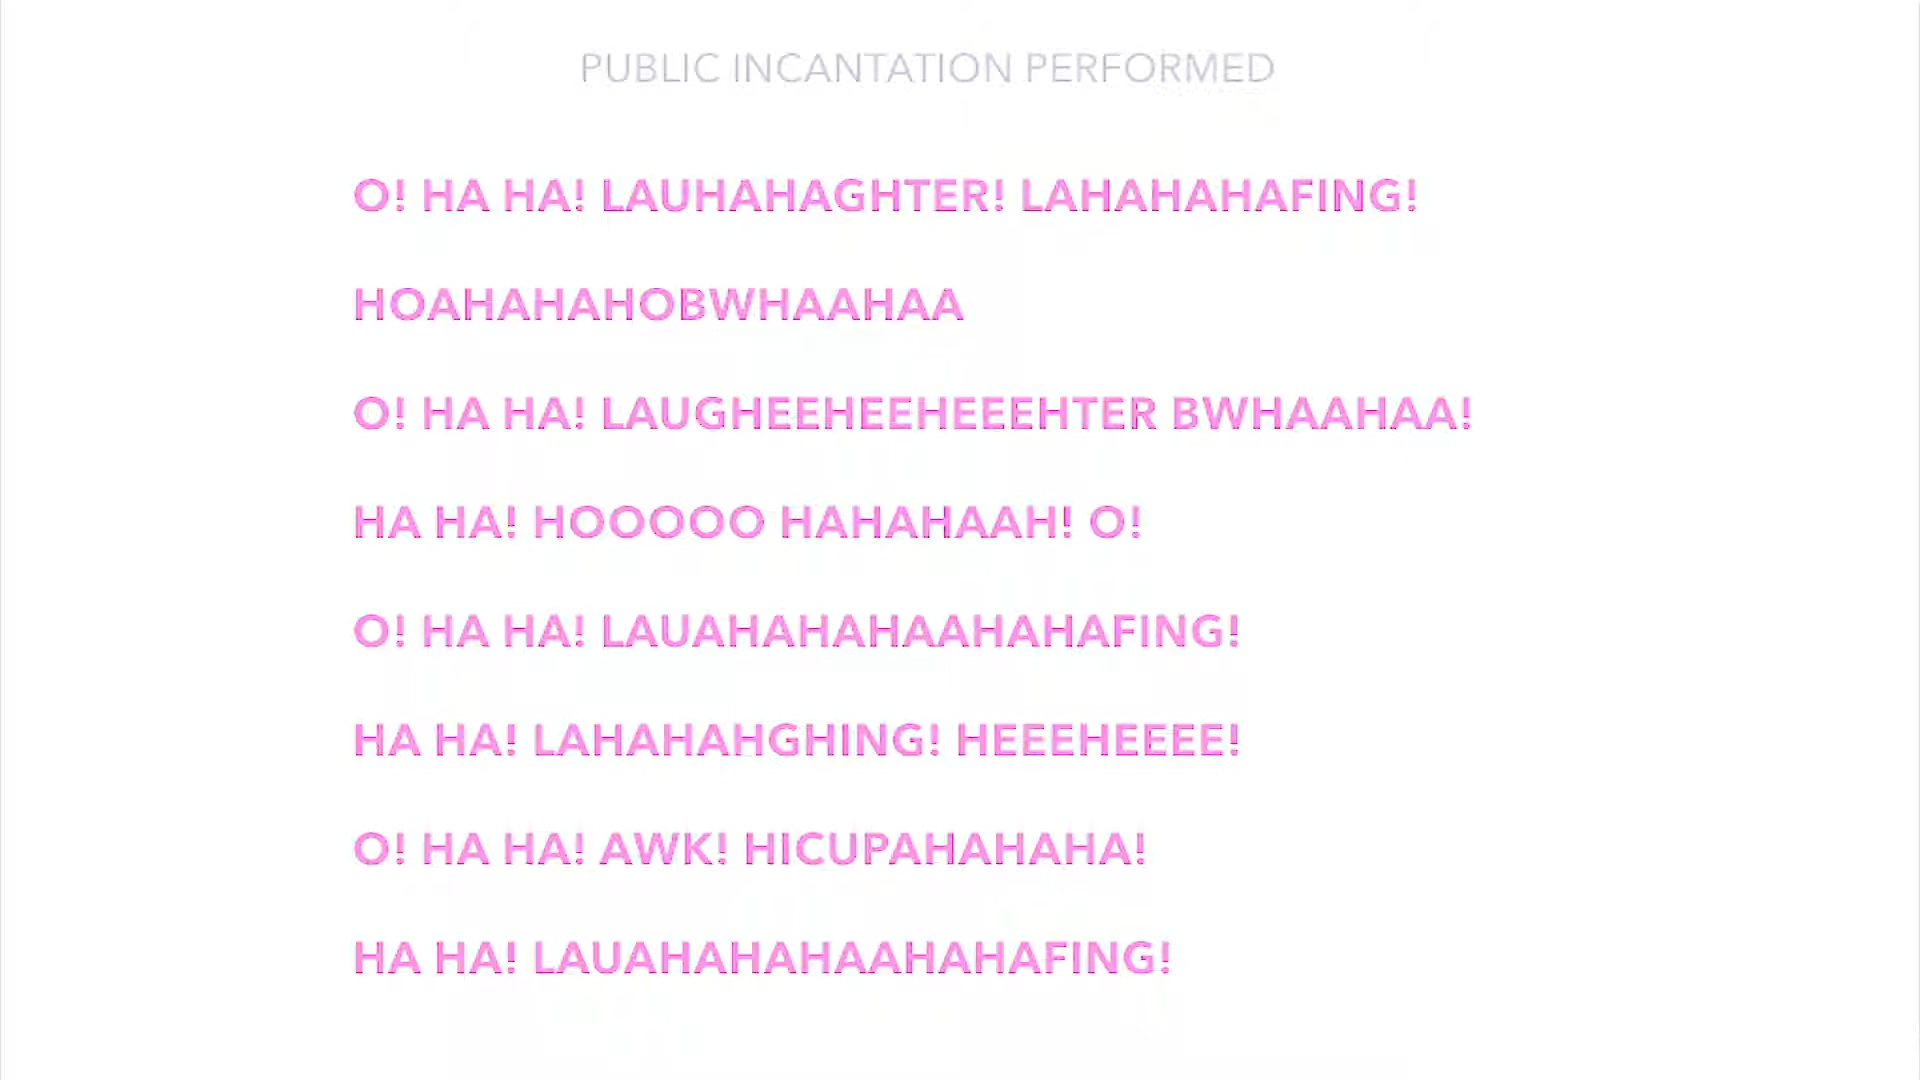 PUBLIC INCANTATION PERFORMED
O! HA HA! LAUHAHAGHTER! LAHAHAHAFING!
HOAHAHAHOBWHAAHAA
O! HA HA! LAUGHEEHEEHEEEHTER BWHAAHAA!
HA HA! HOOOOO HAHAHAAH! O!
O! HA HA! LAUAHAHAHAAHAHAFING!
HA HA! LAHAHAHGHING! HEEEHEEEE!
O! HA HA! AWK! HICUPAHAHAHA!
HA HA! LAUAHAHAHAAHAHAFING!